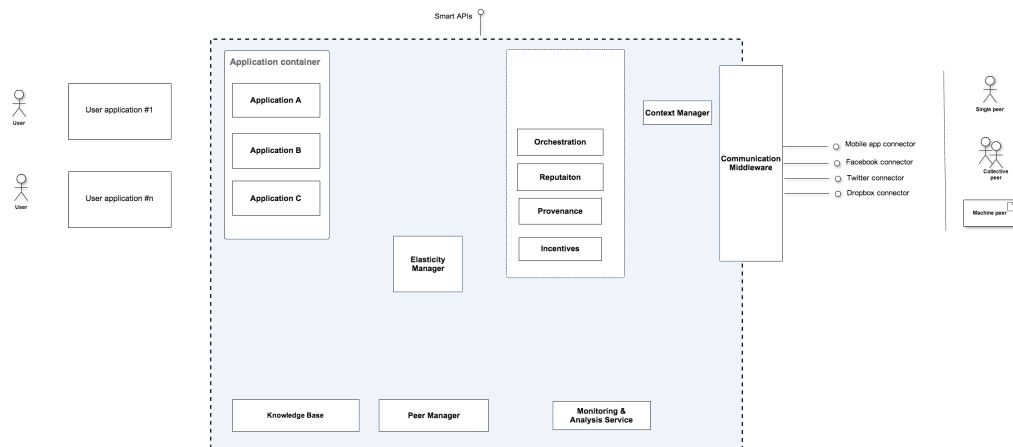 Smart APIs
Application container
Application A
Application B
Application C
User
User application #1
User
User application #n
Elasticity
Manager
Orchestration
Reputaiton
Provenance
Incentives
Context Manager
Communication
Middleware
Mobile app connector
Facebook connector
Twitter connector
Dropbox connector
Single peer
Collective
peer
Machine peer
Knowledge Base
Peer Manager
Monitoring &
Analysis Service